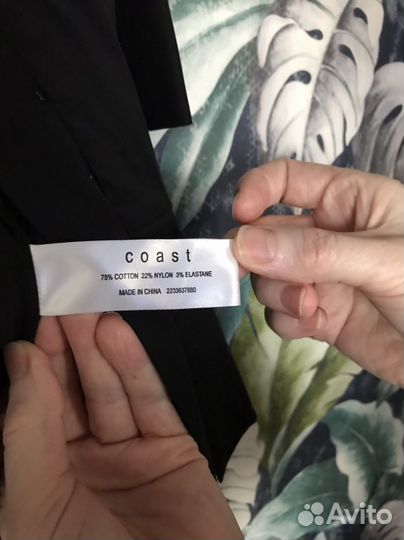 coast
75% COTTON 22% NYLON 3% ELASTANE
MADE IN CHINA 2233637880
Avito